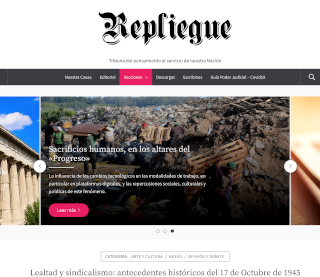 Repliegue
Tribuna del pensamiento al servicio de nuestra Nación
Nuestra Causa Editorial Secciones Descargas Escribinos Guía Poder Judicial – Covid19
Sacrificios humanos, en los altares del
«Progreso»
La influencia de los cambios tecnológicos en las modalidades de trabajo, en
particular en plataformas digitales, y las repercusiones sociales, culturales y
jurídicas de este fenómeno.
Leer más
CATEGORÍA: ARTE Y CULTURA / NUEVO / OPINIÓN Y DEBATE
Lealtad y sindicalismo: antecedentes históricos del 17 de Octubre de 1945